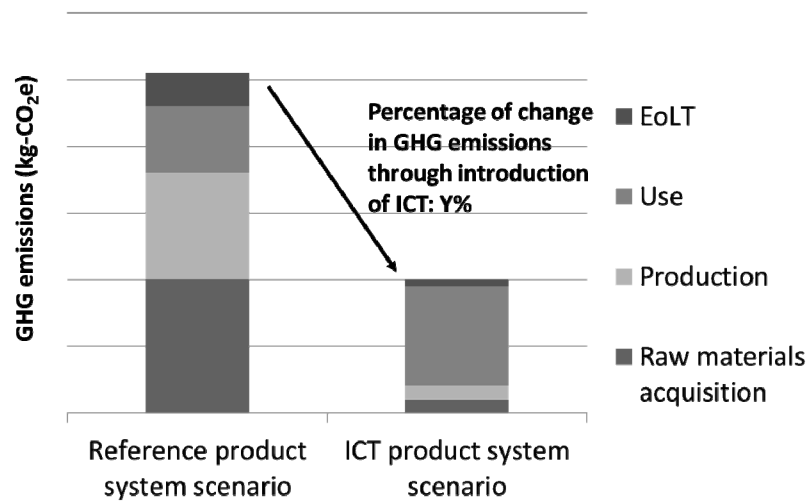 GHG emissions (kg-CO₂e)
Percentage of change
in GHG emissions
through introduction
of ICT: Y%
EoLT
Use
Production
Raw materials
acquisition
Reference product
system scenario
ICT product system
scenario